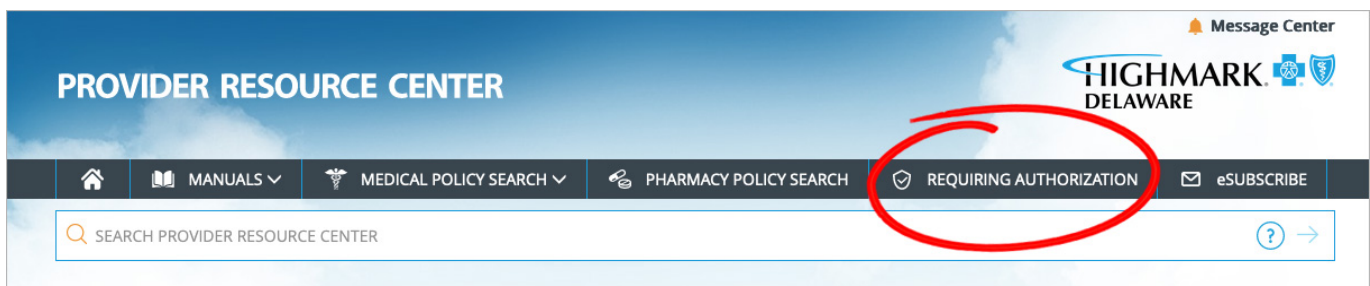 Message Center
PROVIDER RESOURCE CENTER
HIGHMARK.
DELAWARE
MANUALS MEDICAL POLICY SEARCH PHARMACY POLICY SEARCH REQUIRING AUTHORIZATION eSUBSCRIBE
SEARCH PROVIDER RESOURCE CENTER ?